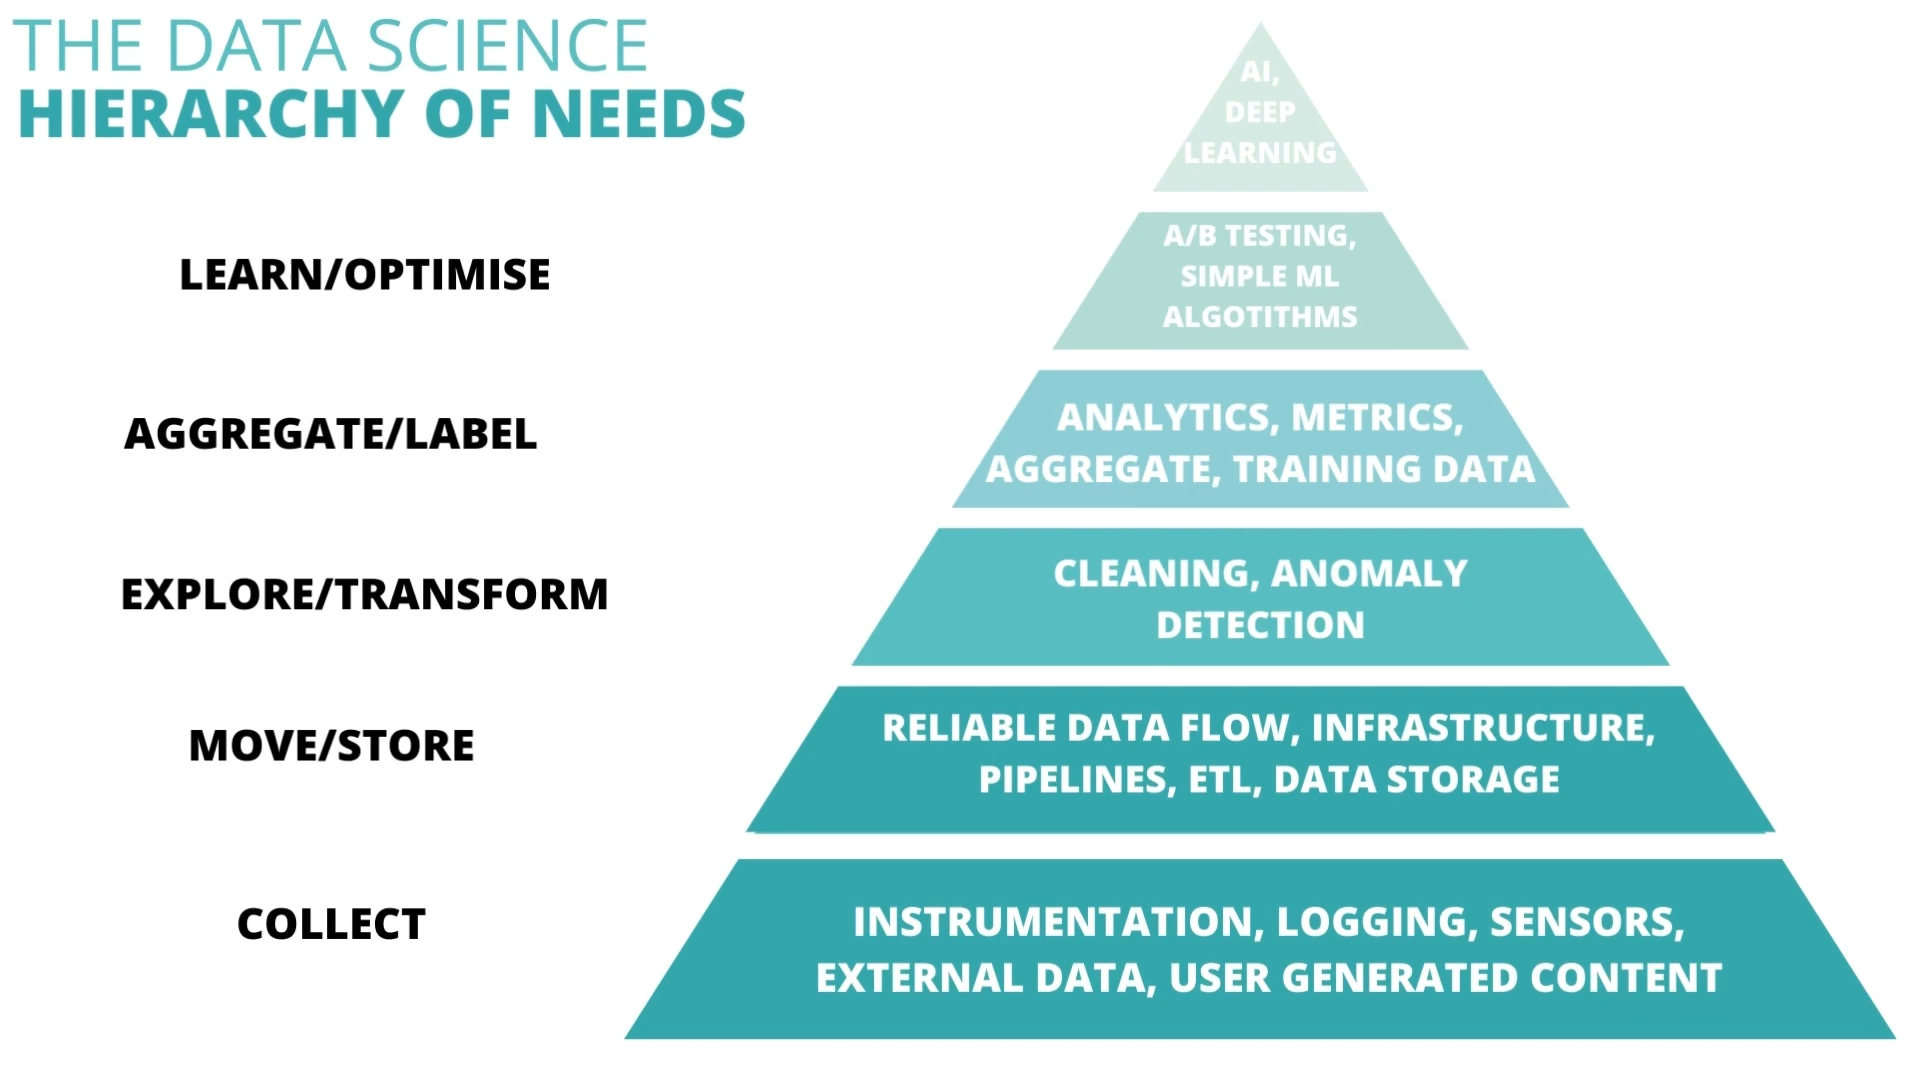 THE DATA SCIENCE
HIERARCHY OF NEEDS
AI,
DEEP
LEARNING
LEARN/OPTIMISE
A/B TESTING,
SIMPLE ML
ALGOTITHMS
AGGREGATE/LABEL
ANALYTICS, METRICS,
AGGREGATE, TRAINING DATA
EXPLORE/TRANSFORM
CLEANING, ANOMALY
DETECTION
MOVE/STORE
RELIABLE DATA FLOW, INFRASTRUCTURE,
PIPELINES, ETL, DATA STORAGE
COLLECT
INSTRUMENTATION, LOGGING, SENSORS,
EXTERNAL DATA, USER GENERATED CONTENT